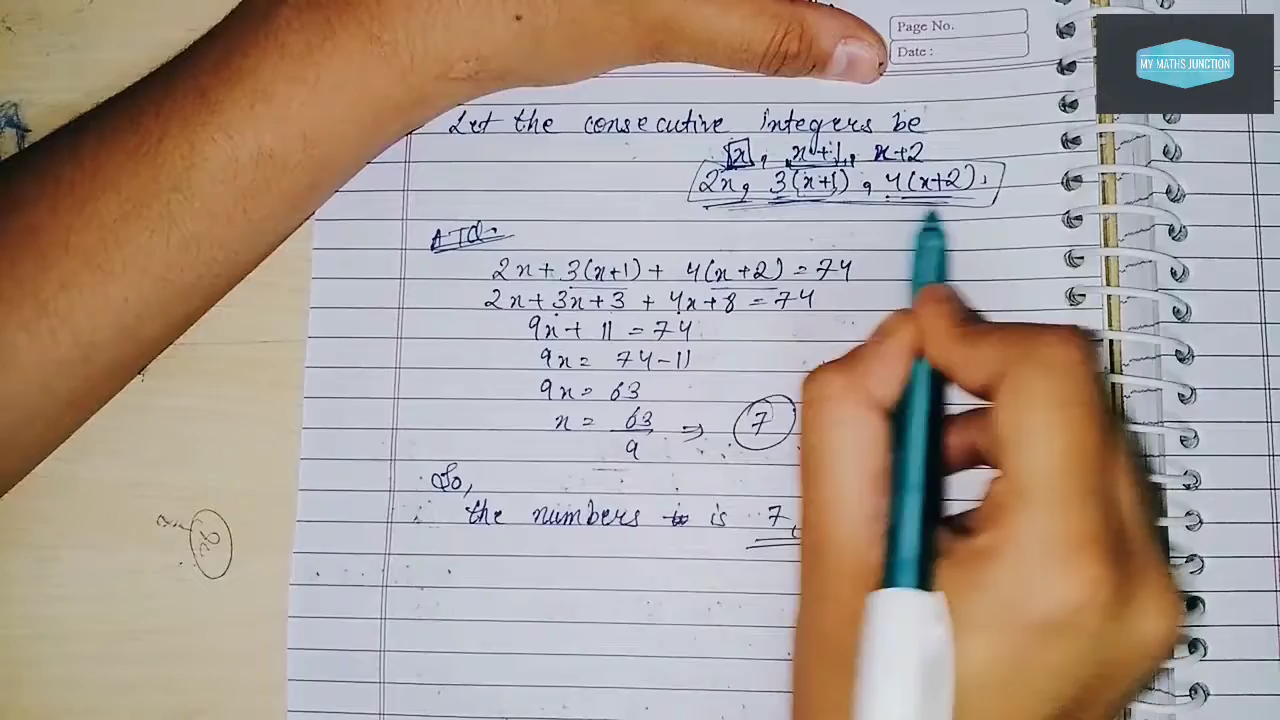 Page No.
Date :
MY MATHS JUNCTION
Let the consecutive integers be
x, x+1, x+2
2x, 3(x+1), 4(x+2).
ATQ.
2x + 3(x+1) + 4(x+2) = 74
2x + 3x + 3 + 4x + 8 = 74
9x + 11 = 74
9x = 74 - 11
9x = 63
x = 63/9 ⇒ 7
So,
the numbers is 7,